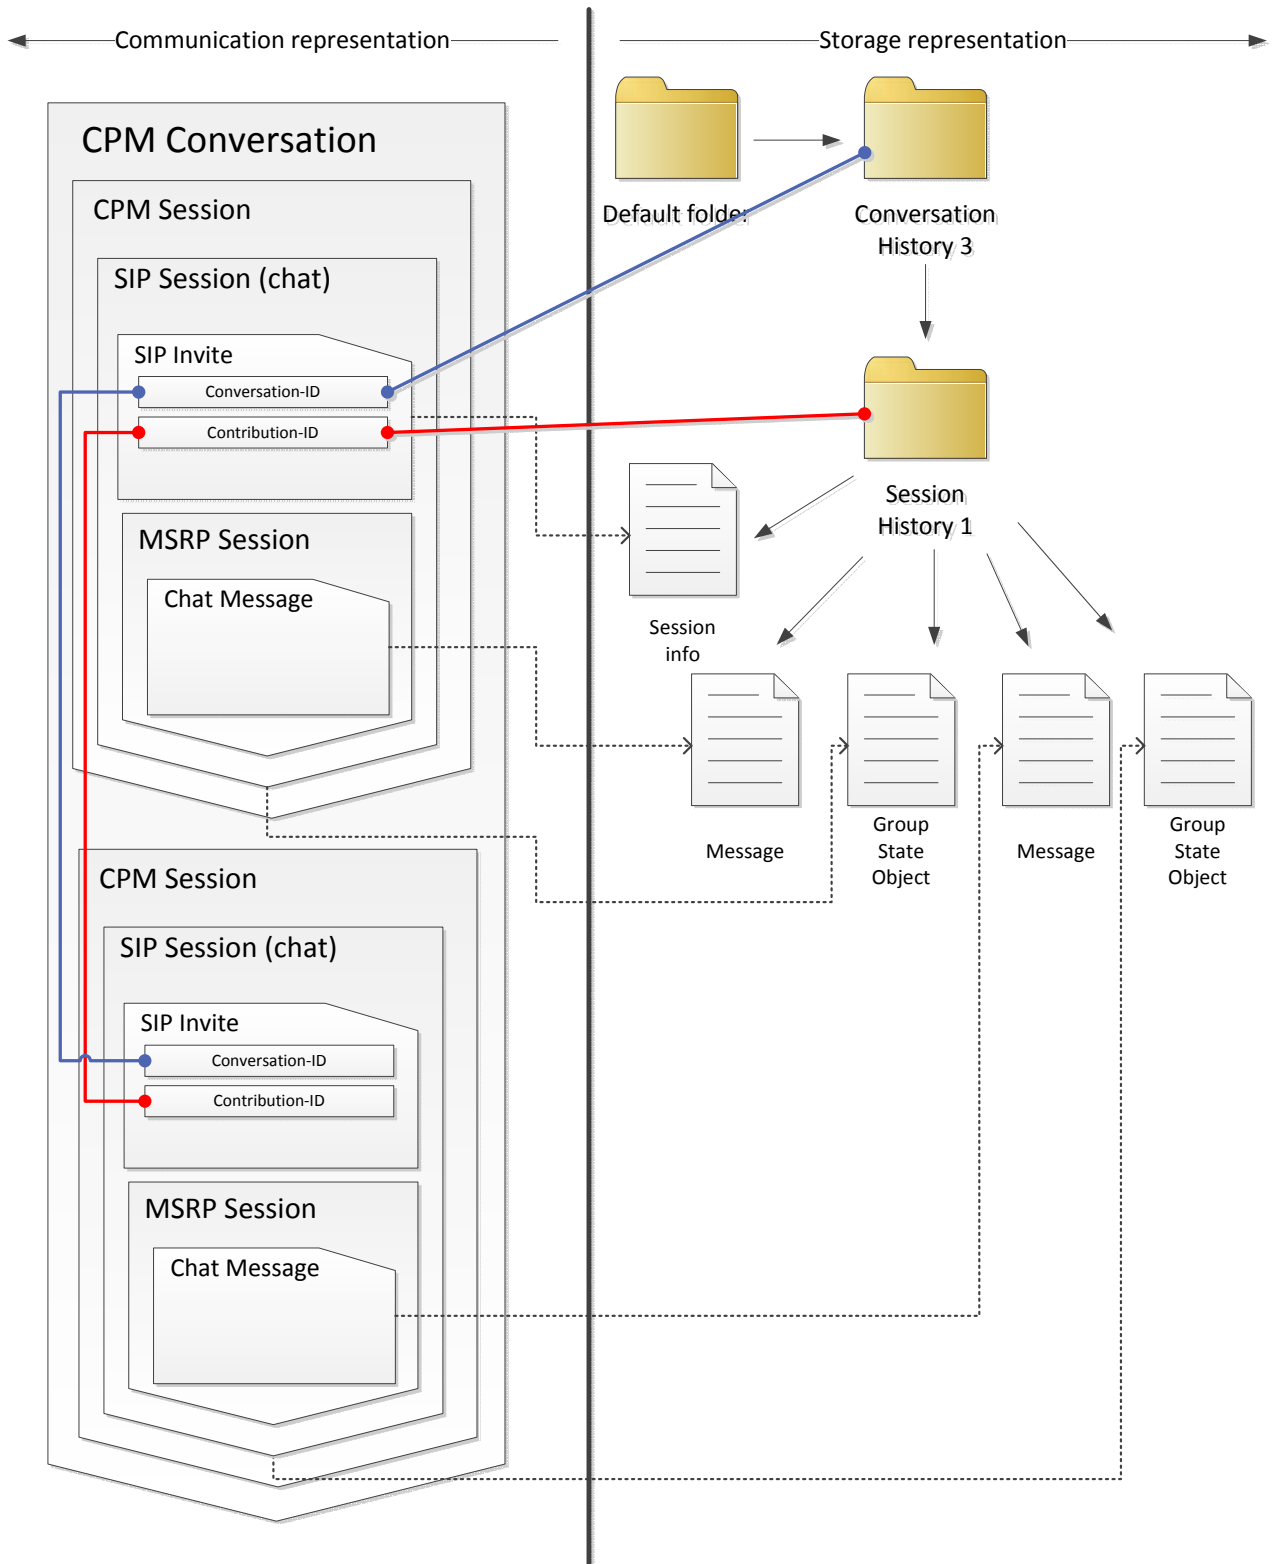 Communication representation
Storage representation
CPM Conversation
CPM Session
SIP Session (chat)
SIP Invite
Conversation-ID
Contribution-ID
MSRP Session
Chat Message
CPM Session
SIP Session (chat)
SIP Invite
Conversation-ID
Contribution-ID
MSRP Session
Chat Message
Default folder
Conversation
History 3
Session
History 1
Session
info
Message
Group
State
Object
Message
Group
State
Object